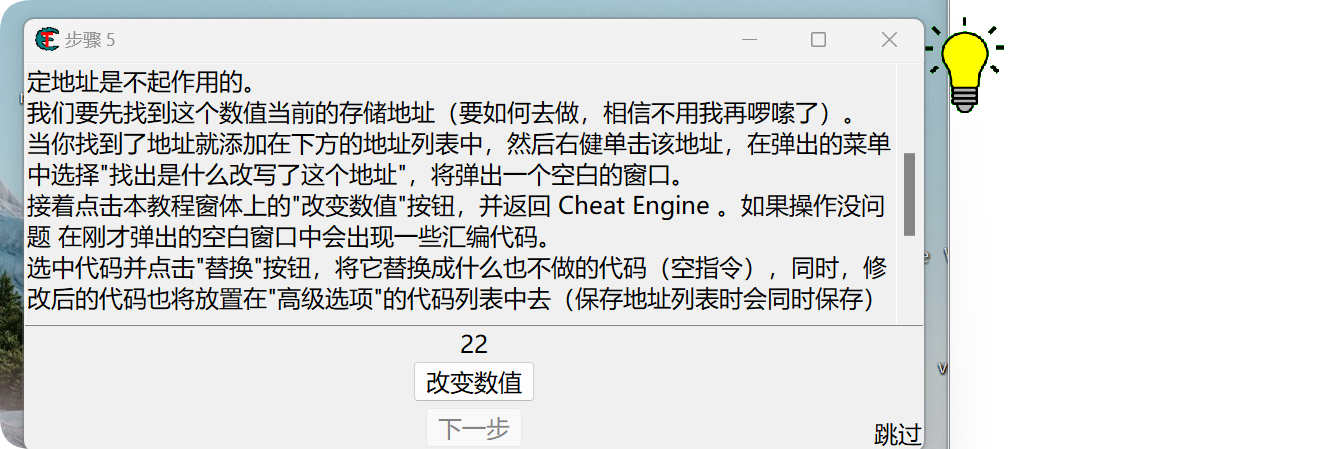 步骤 5
定地址是不起作用的。
我们要先找到这个数值当前的存储地址（要如何去做，相信不用我再啰嗦了）。
当你找到了地址就添加在下方的地址列表中，然后右健单击该地址，在弹出的菜单
中选择"找出是什么改写了这个地址"，将弹出一个空白的窗口。
接着点击本教程窗体上的"改变数值"按钮，并返回 Cheat Engine 。如果操作没问
题 在刚才弹出的空白窗口中会出现一些汇编代码。
选中代码并点击"替换"按钮，将它替换成什么也不做的代码（空指令），同时，修
改后的代码也将放置在"高级选项"的代码列表中去（保存地址列表时会同时保存）
22
改变数值
下一步
跳过